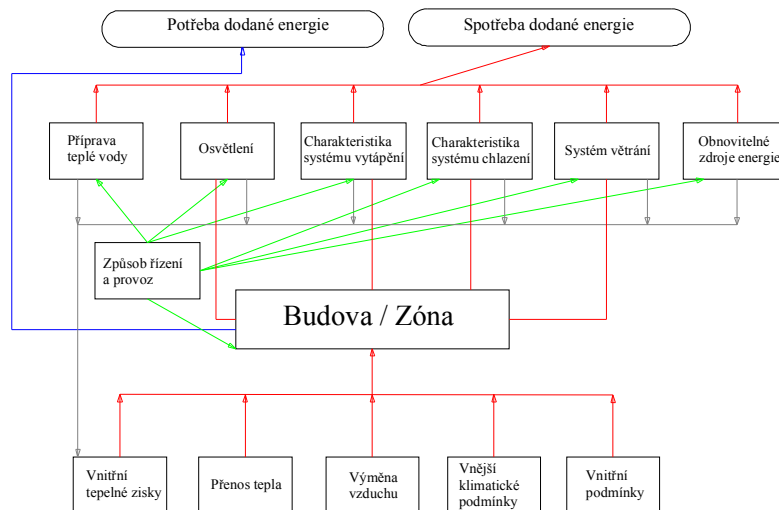 Potřeba dodané energie
Spotřeba dodané energie
Příprava
teplé vody
Osvětlení
Charakteristika
systému vytápění
Charakteristika
systému chlazení
Systém větrání
Obnovitelné
zdroje energie
Způsob řízení
a provoz
Budova / Zóna
Vnitřní
tepelné zisky
Přenos tepla
Výměna
vzduchu
Vnější
klimatické
podmínky
Vnitřní
podmínky